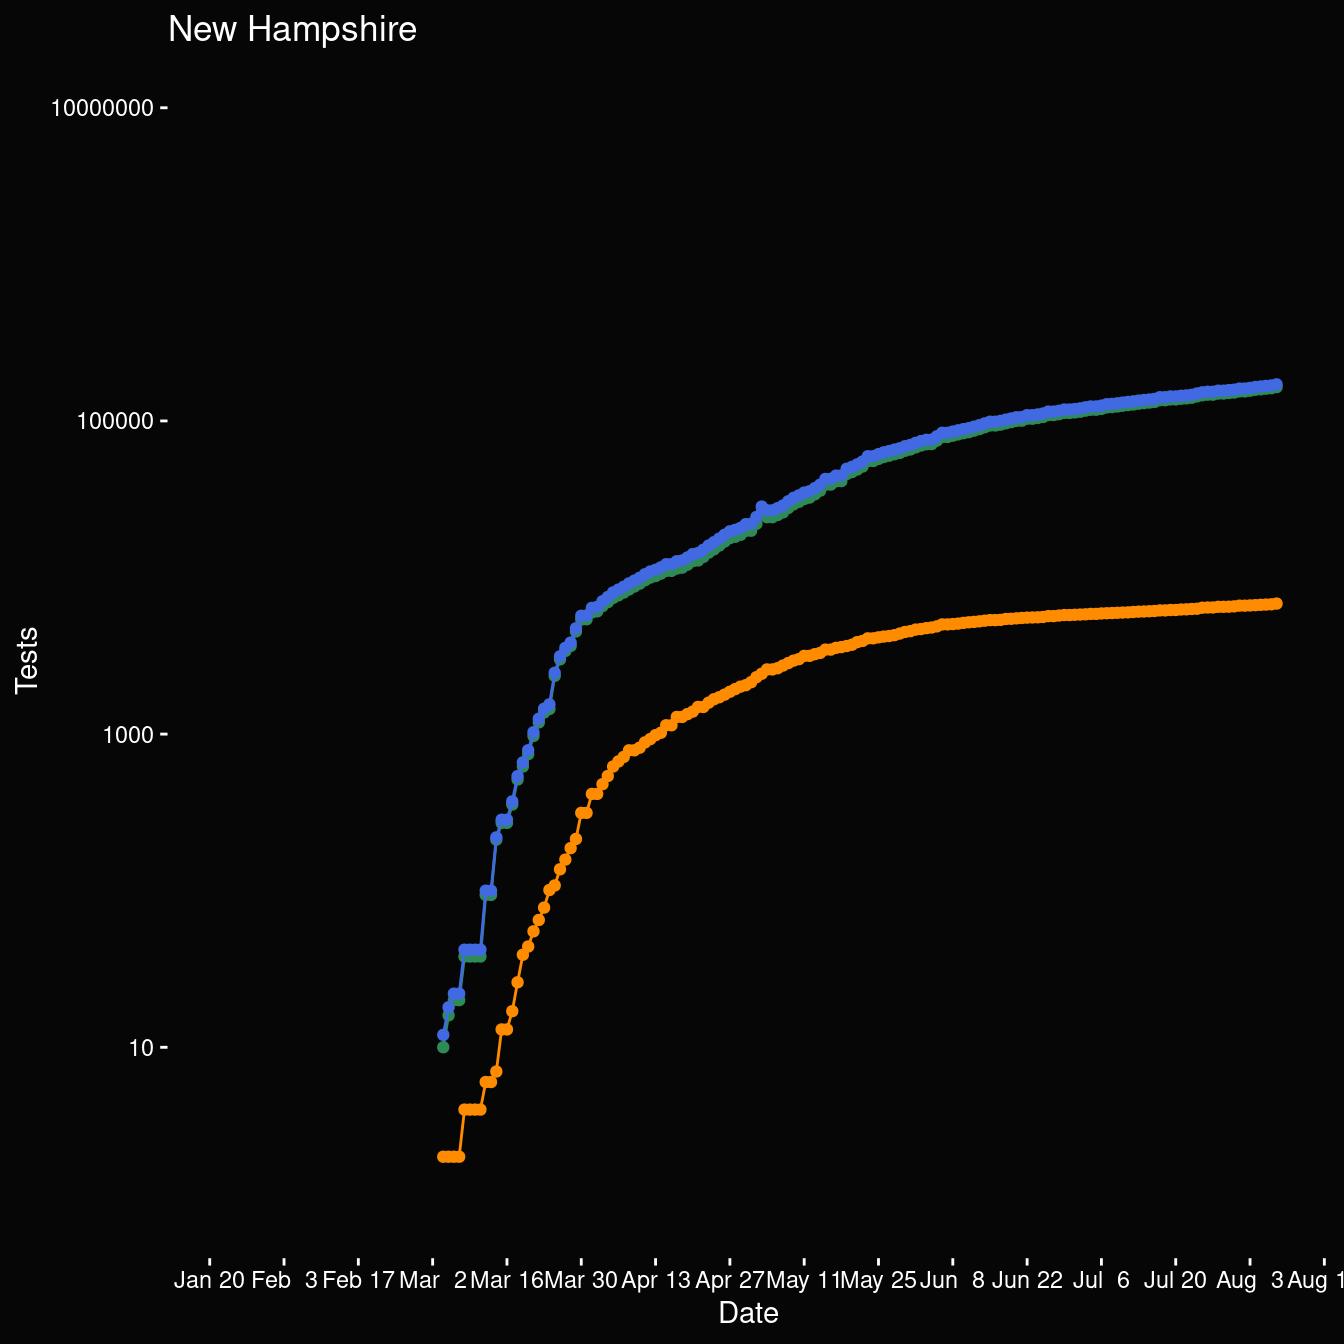 New Hampshire
10000000
100000
1000
10
Tests
Jan 20 Feb  3 Feb 17 Mar  2 Mar 16 Mar 30 Apr 13 Apr 27 May 11 May 25 Jun  8 Jun 22 Jul  6 Jul 20 Aug  3 Aug 1
Date